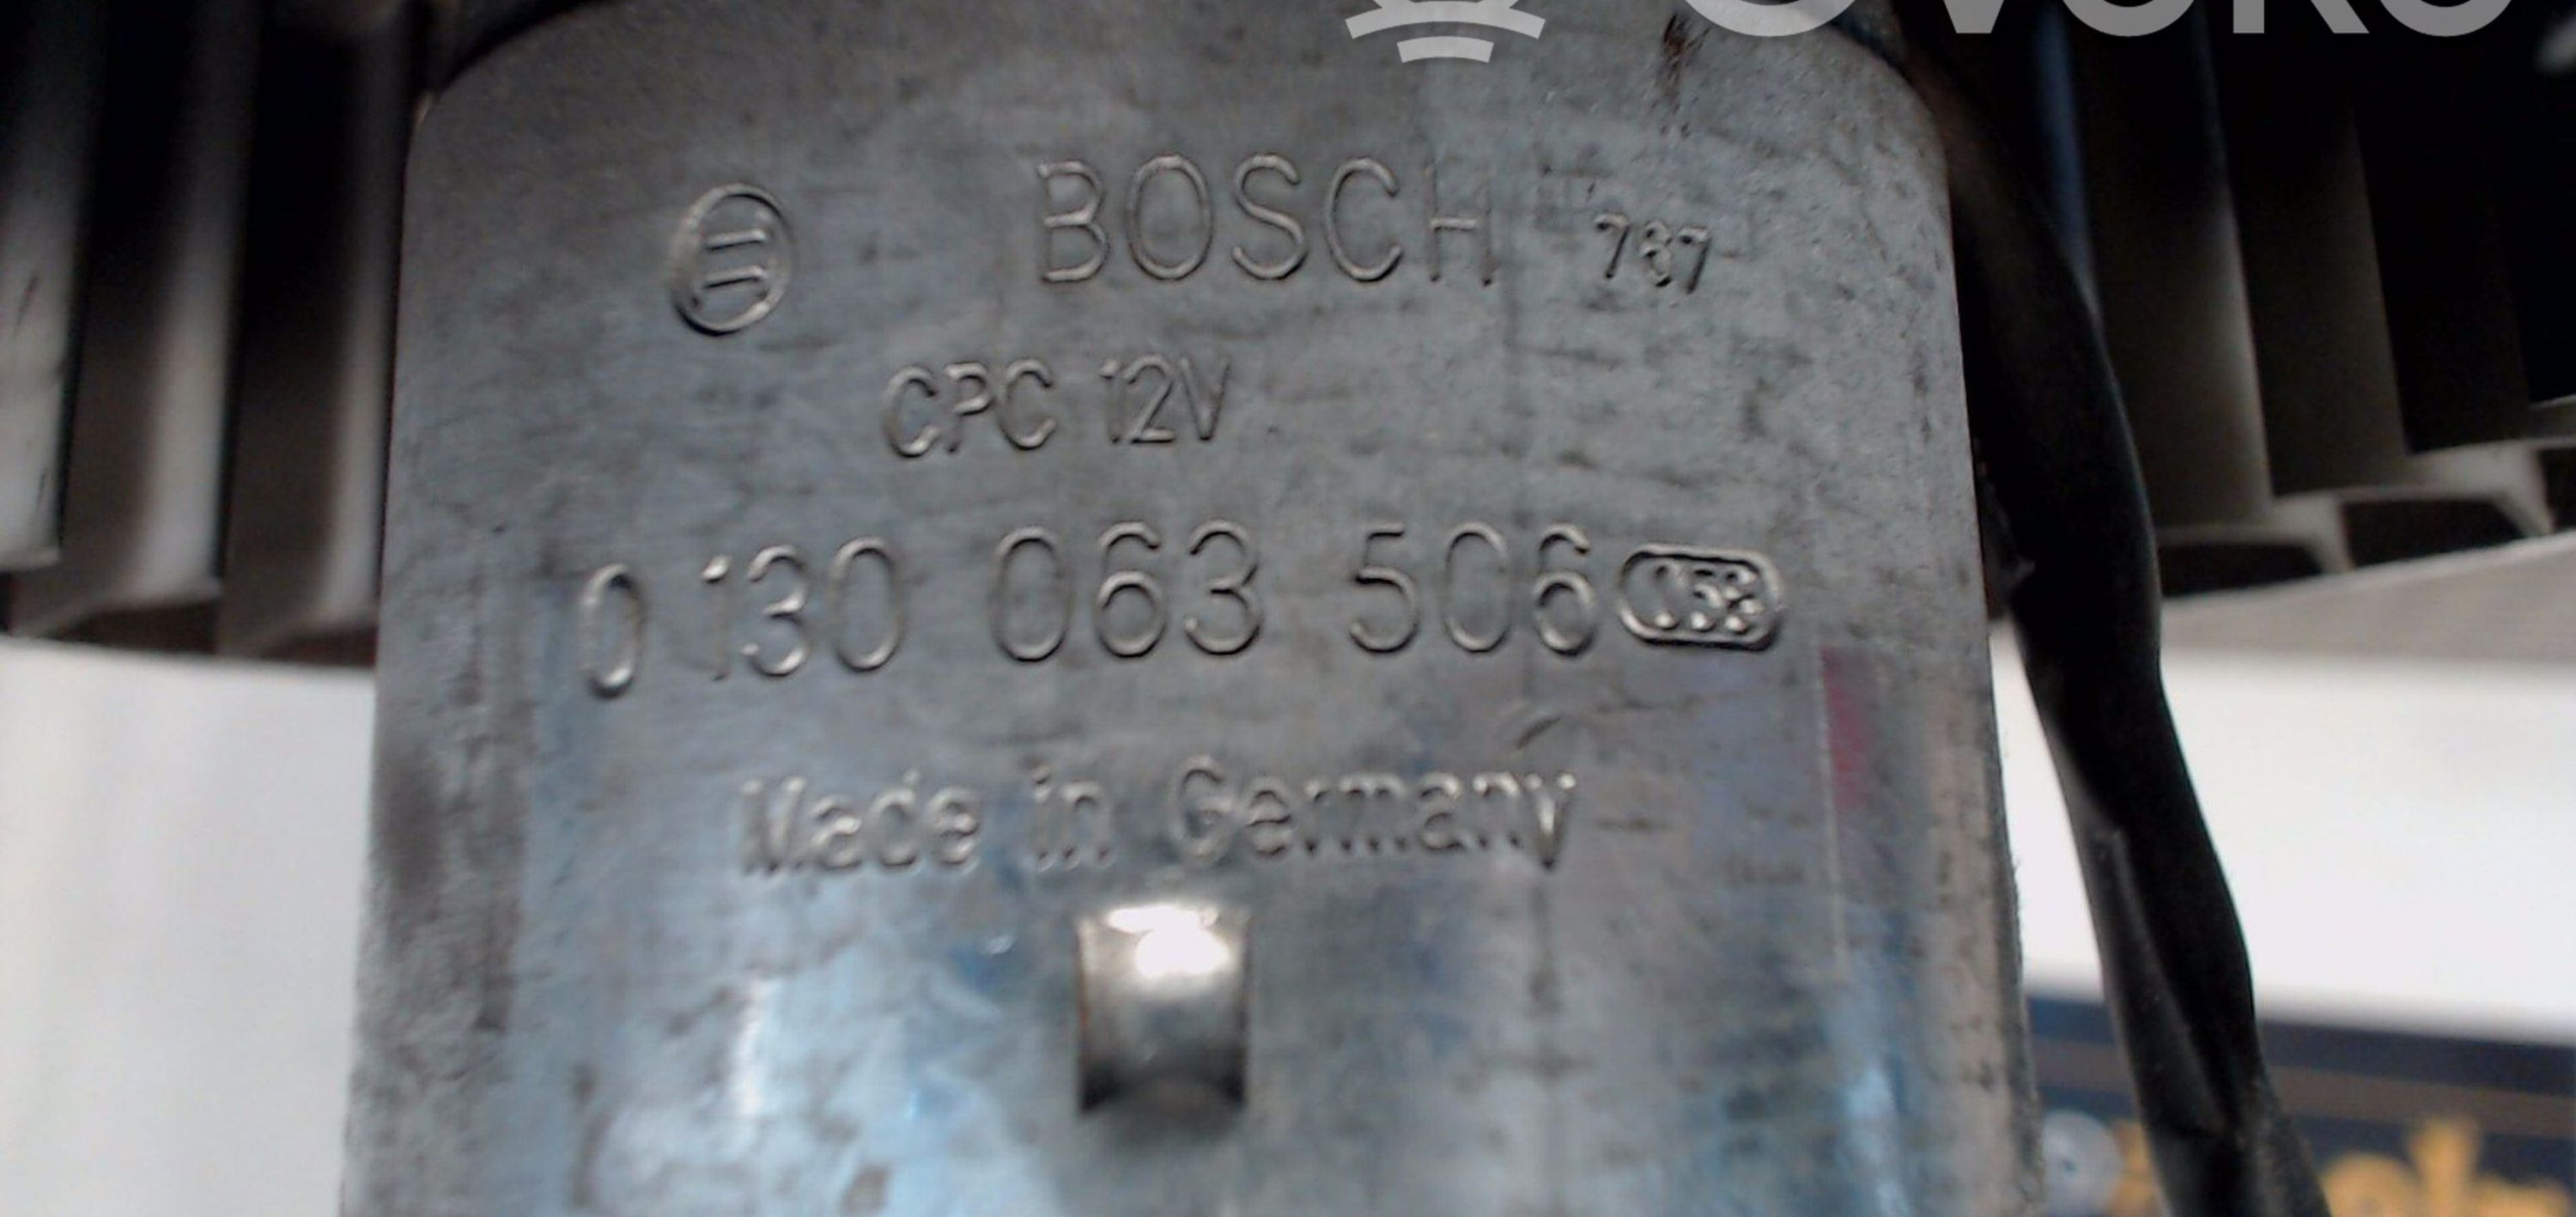 BOSCH 787
CPC 12V
0 130 063 506
Made in Germany